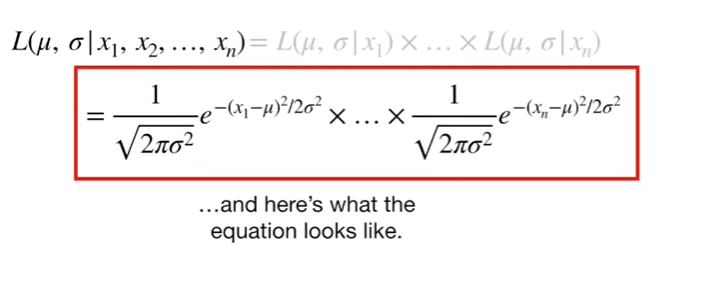 L(μ, σ|x₁, x₂, …, xₙ) = L(μ, σ|x₁) × … × L(μ, σ|xₙ)
= 1/√(2πσ²) e^(−(x₁−μ)²/2σ²) × … × 1/√(2πσ²) e^(−(xₙ−μ)²/2σ²)
…and here’s what the
equation looks like.